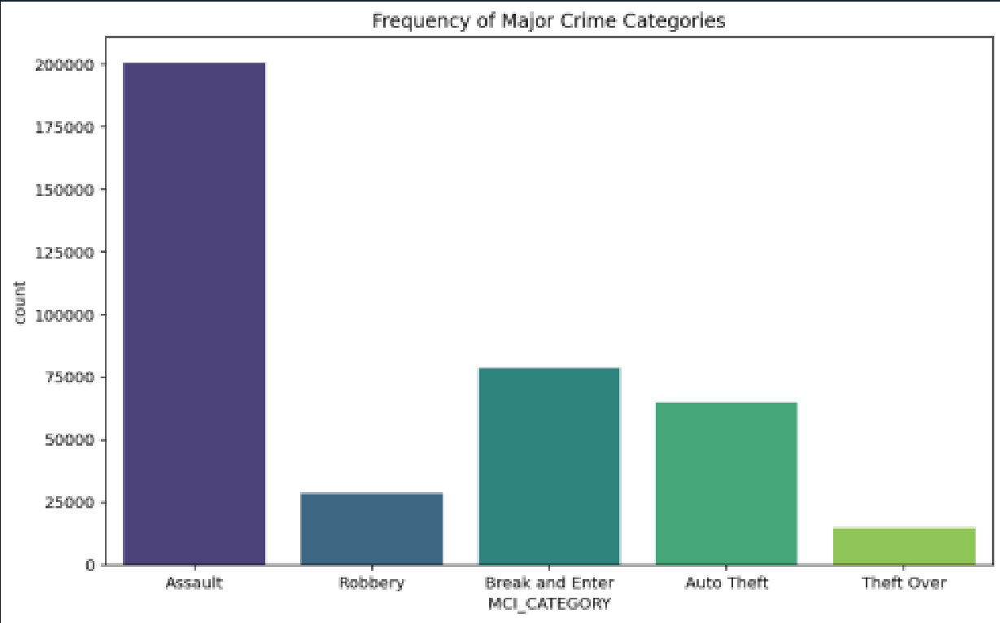 Frequency of Major Crime Categories
200000
175000
150000
125000
100000
75000
50000
25000
0
count
Assault Robbery Break and Enter Auto Theft Theft Over
MCI_CATEGORY